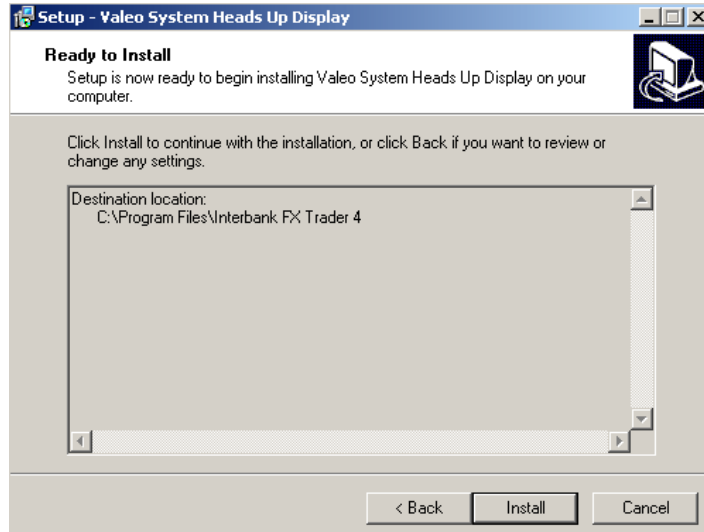 Setup - Valeo System Heads Up Display
Ready to Install
Setup is now ready to begin installing Valeo System Heads Up Display on your
computer.
Click Install to continue with the installation, or click Back if you want to review or
change any settings.
Destination location:
C:\Program Files\Interbank FX Trader 4
< Back
Install
Cancel